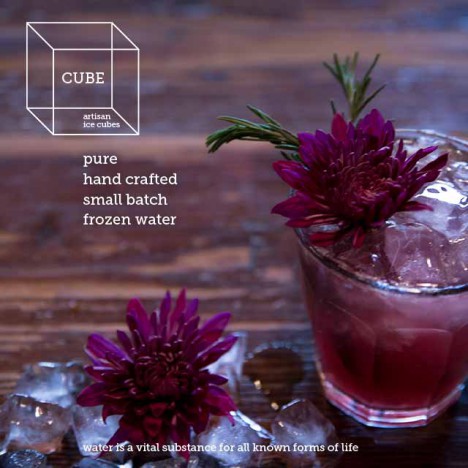 CUBE
artisan
ice cubes
pure
hand crafted
small batch
frozen water
water is a vital substance for all known forms of life